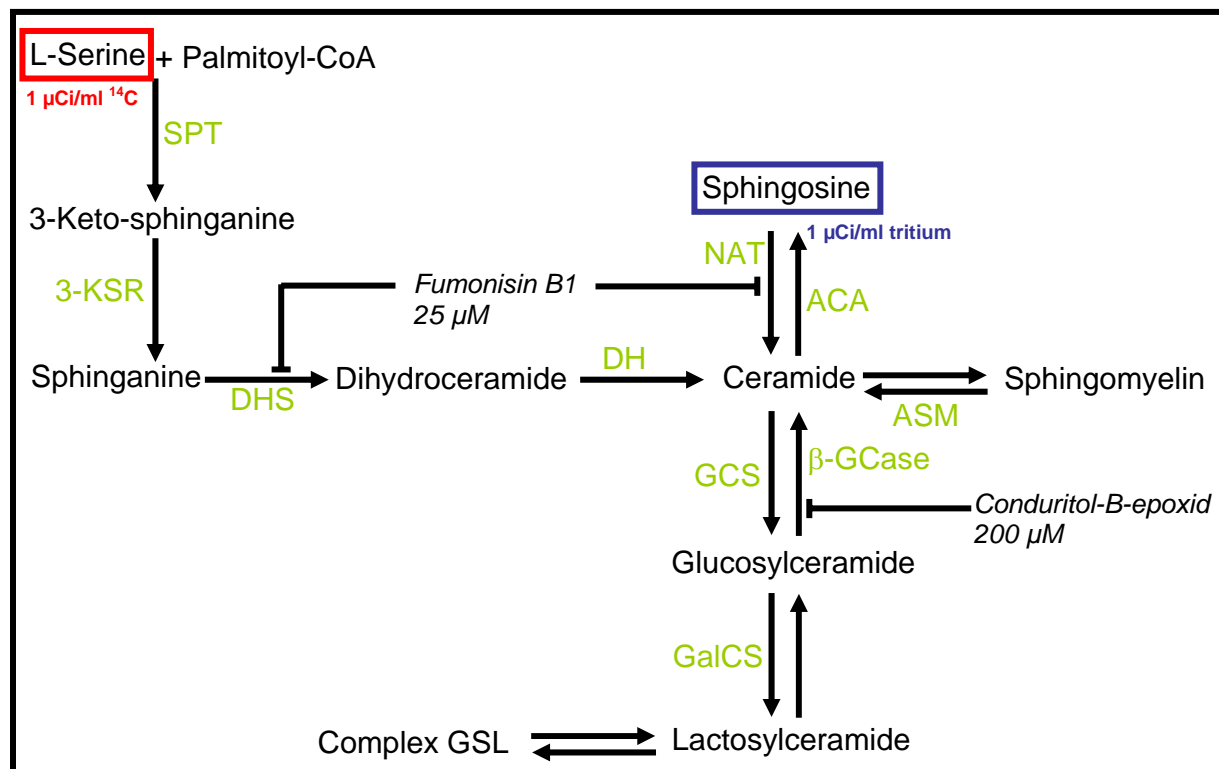 L-Serine + Palmitoyl-CoA
1 µCi/ml ¹⁴C
SPT
Sphingosine
3-Keto-sphinganine
1 µCi/ml tritium
NAT
3-KSR
Fumonisin B1
25 µM
ACA
Sphinganine
DHS
Dihydroceramide
DH
Ceramide
Sphingomyelin
ASM
GCS
β-GCase
Conduritol-B-epoxid
200 µM
Glucosylceramide
GalCS
Complex GSL
Lactosylceramide